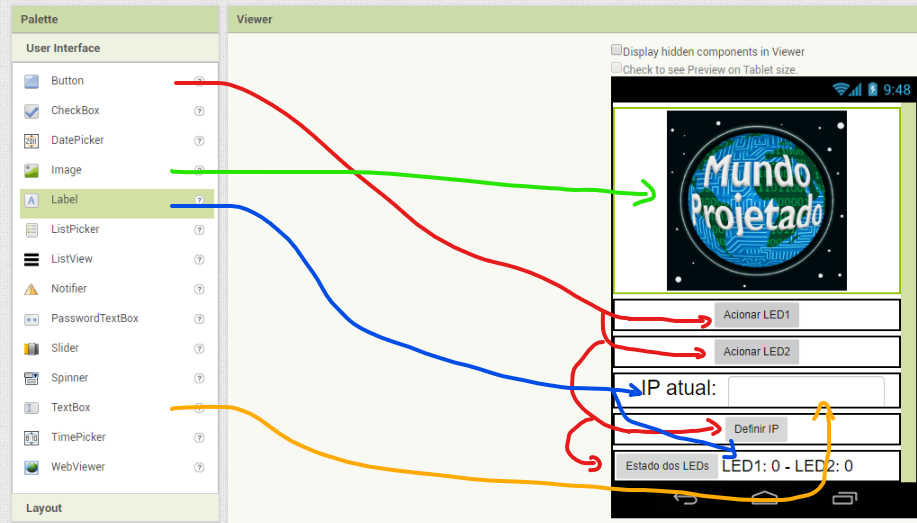 Palette
Viewer
User Interface
Button
?
CheckBox
?
DatePicker
?
Image
?
Label
?
ListPicker
?
ListView
?
Notifier
?
PasswordTextBox
?
Slider
?
Spinner
?
TextBox
?
TimePicker
?
WebViewer
?
Layout
Display hidden components in Viewer
Check to see Preview on Tablet size.
9:48
Mundo
Projetado
Acionar LED1
Acionar LED2
IP atual:
Definir IP
Estado dos LEDs LED1: 0 - LED2: 0